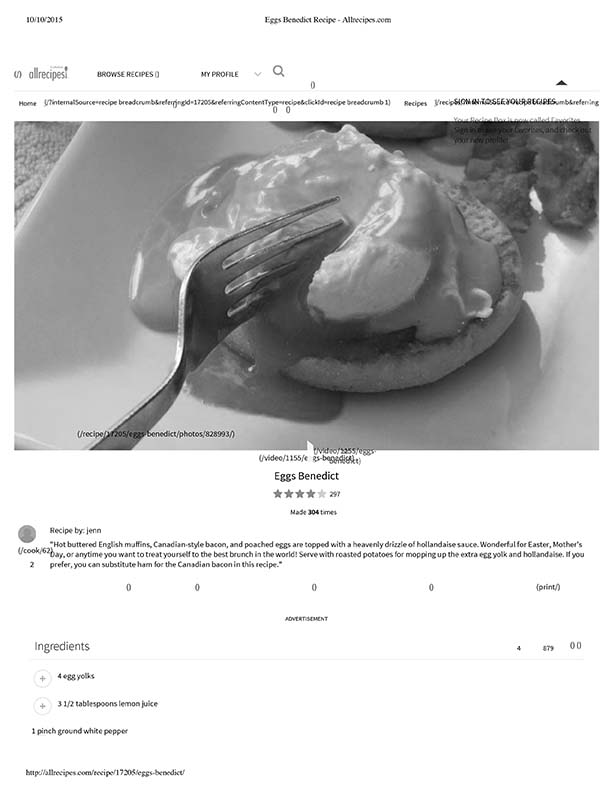 10/10/2015
Eggs Benedict Recipe - Allrecipes.com
() allrecipes!
BROWSE RECIPES ()
MY PROFILE
()
Home (/?internalSource=recipe breadcrumb&referringId=17205&referringContentType=recipe&clickId=recipe breadcrumb 1) Recipes
() ()
SIGN IN TO SEE YOUR RECIPES
Your Recipe Box is now called Favorites.
Sign in to see your favorites, and check out
your new profile!
(/recipe/17205/eggs-benedict/photos/828993/)
(/video/1155/eggs-
benedict)
(/video/1155/eggs-benedict)
Eggs Benedict
297
Made 304 times
Recipe by: jenn
(/cook/62)
2
"Hot buttered English muffins, Canadian-style bacon, and poached eggs are topped with a heavenly drizzle of hollandaise sauce. Wonderful for Easter, Mother's
Day, or anytime you want to treat yourself to the best brunch in the world! Serve with roasted potatoes for mopping up the extra egg yolk and hollandaise. If you
prefer, you can substitute ham for the Canadian bacon in this recipe."
() () () () (print/)
ADVERTISEMENT
Ingredients
4 879 () ()
4 egg yolks
3 1/2 tablespoons lemon juice
1 pinch ground white pepper
http://allrecipes.com/recipe/17205/eggs-benedict/